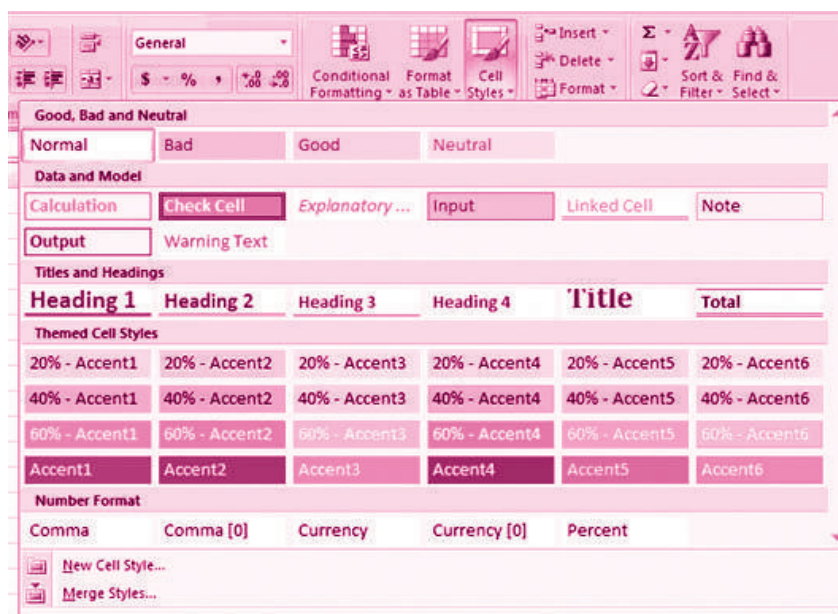 General
Insert
Σ
$ % , .00 .00
Delete
Conditional Formatting
Format as Table
Cell Styles
Format
Sort & Filter
Find & Select
Good, Bad and Neutral
Normal Bad Good Neutral
Data and Model
Calculation Check Cell Explanatory ... Input Linked Cell Note
Output Warning Text
Titles and Headings
Heading 1 Heading 2 Heading 3 Heading 4 Title Total
Themed Cell Styles
20% - Accent1 20% - Accent2 20% - Accent3 20% - Accent4 20% - Accent5 20% - Accent6
40% - Accent1 40% - Accent2 40% - Accent3 40% - Accent4 40% - Accent5 40% - Accent6
60% - Accent1 60% - Accent2 60% - Accent3 60% - Accent4 60% - Accent5 60% - Accent6
Accent1 Accent2 Accent3 Accent4 Accent5 Accent6
Number Format
Comma Comma [0] Currency Currency [0] Percent
New Cell Style...
Merge Styles...